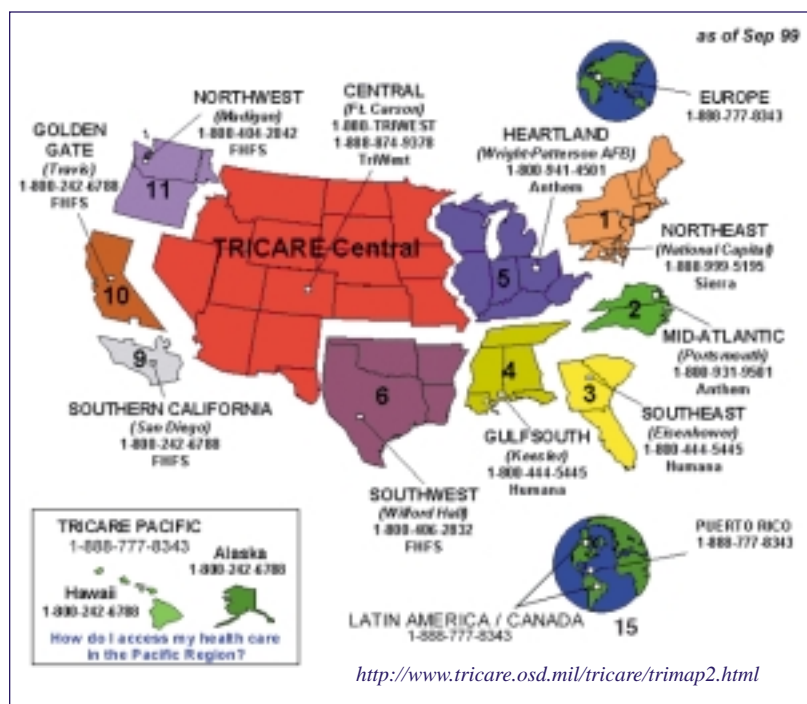 as of Sep 99
EUROPE
1-888-777-8343
NORTHWEST
(Madigan)
1-800-404-2042
FHFS
CENTRAL
(Ft. Carson)
1-800-TRIWEST
1-888-874-9378
TriWest
HEARTLAND
(Wright-Patterson AFB)
1-800-941-4501
Anthem
GOLDEN
GATE
(Travis)
1-800-242-6788
FHFS
11
TRICARE Central
1
NORTHEAST
(National Capital)
1-888-999-5195
Sierra
10
5
2
MID-ATLANTIC
(Portsmouth)
1-800-931-9501
Anthem
9
SOUTHERN CALIFORNIA
(San Diego)
1-800-242-6788
FHFS
6
4
3
SOUTHEAST
(Eisenhower)
1-800-444-5445
Humana
GULFSOUTH
(Keesler)
1-800-444-5445
Humana
SOUTHWEST
(Wilford Hall)
1-800-406-2832
FHFS
TRICARE PACIFIC
1-888-777-8343
Alaska
1-800-242-6788
Hawaii
1-800-242-6788
How do I access my health care
in the Pacific Region?
PUERTO RICO
1-888-777-8343
LATIN AMERICA / CANADA
1-888-777-8343
15
http://www.tricare.osd.mil/tricare/trimap2.html